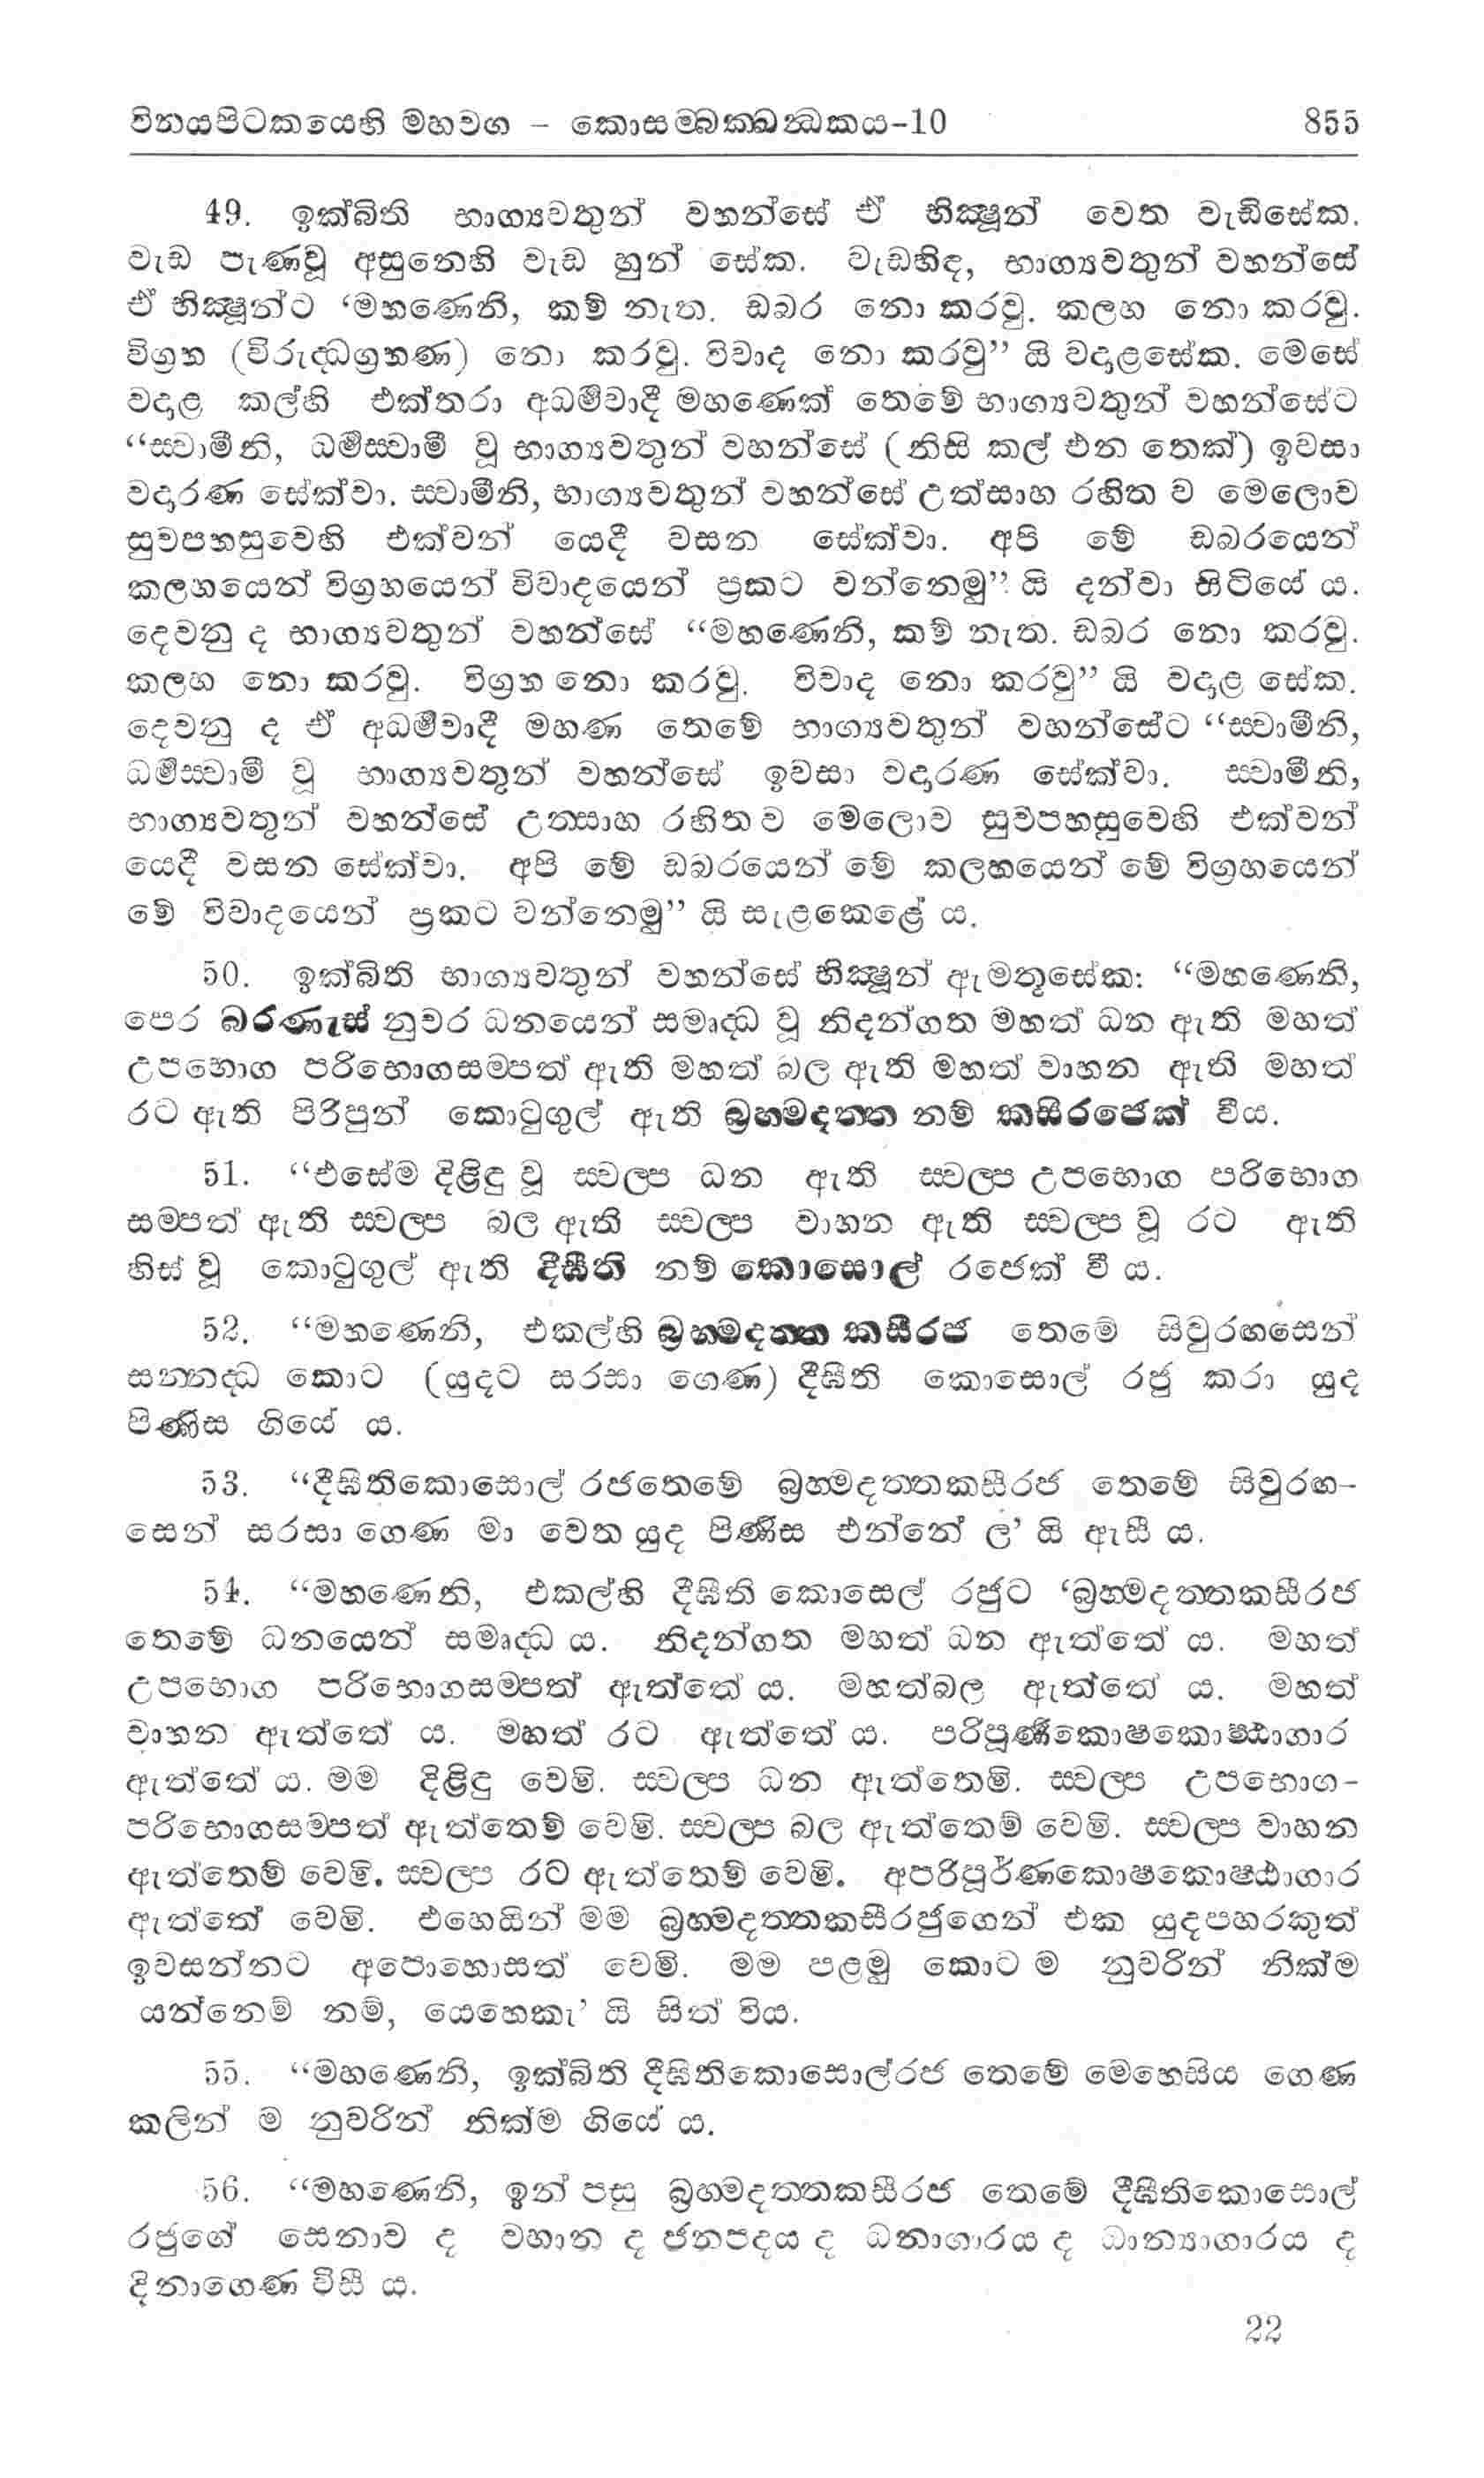 විනයපිටකයෙහි මහවග – කොසම්බක්ඛන්ධකය-10 855
49. ඉක්බිති භාග්‍යවතුන් වහන්සේ ඒ භික්ෂූන් වෙත වැඩිසේක.
වැඩ පැණවූ අසුනෙහි වැඩ හුන් සේක. වැඩහිඳ, භාග්‍යවතුන් වහන්සේ
ඒ භික්ෂූන්ට ‘මහණෙනි, කම් නැත. ඩබර නො කරවු. කලහ නො කරවු.
විග්‍රහ (විරුද්ධග්‍රහණ) නො කරවු. විවාද නො කරවු” යි වදාළසේක. මෙසේ
වදාළ කල්හි එක්තරා අධර්‍මවාදී මහණෙක් තෙමේ භාග්‍යවතුන් වහන්සේට
“ස්වාමීනි, ධර්‍මස්වාමී වූ භාග්‍යවතුන් වහන්සේ (නිසි කල් එන තෙක්) ඉවසා
වදාරණ සේක්වා. ස්වාමීනි, භාග්‍යවතුන් වහන්සේ උත්සාහ රහිත ව මෙලොව
සුවපහසුවෙහි එක්වන් යෙදී වසන සේක්වා. අපි මේ ඩබරයෙන්
කලහයෙන් විග්‍රහයෙන් විවාදයෙන් ප්‍රකට වන්නෙමු” යි දන්වා සිටියේ ය.
දෙවනු ද භාග්‍යවතුන් වහන්සේ “මහණෙනි, කම් නැත. ඩබර නො කරවු.
කලහ නො කරවු. විග්‍රහ නො කරවු. විවාද නො කරවු” යි වදාළ සේක.
දෙවනු ද ඒ අධර්‍මවාදී මහණ තෙමේ භාග්‍යවතුන් වහන්සේට “ස්වාමීනි,
ධර්‍මස්වාමී වූ භාග්‍යවතුන් වහන්සේ ඉවසා වදාරණ සේක්වා. ස්වාමීනි,
භාග්‍යවතුන් වහන්සේ උත්සාහ රහිත ව මෙලොව සුවපහසුවෙහි එක්වන්
යෙදී වසන සේක්වා. අපි මේ ඩබරයෙන් මේ කලහයෙන් මේ විග්‍රහයෙන්
මේ විවාදයෙන් ප්‍රකට වන්නෙමු” යි සැළකෙළේ ය.
50. ඉක්බිති භාග්‍යවතුන් වහන්සේ භික්ෂූන් ඇමතූසේක: “මහණෙනි,
පෙර බරණැස් නුවර ධනයෙන් සමෘද්ධ වූ නිදන්ගත මහත් ධන ඇති මහත්
උපභොග පරිභොගසම්පත් ඇති මහත් බල ඇති මහත් වාහන ඇති මහත්
රට ඇති පිරිපුන් කොටුගුල් ඇති බ්‍රහ්මදත්ත නම් කසීරජෙක් විය.
51. “එසේම දිළිඳු වූ ස්වල්ප ධන ඇති ස්වල්ප උපභොග පරිභොග
සම්පත් ඇති ස්වල්ප බල ඇති ස්වල්ප වාහන ඇති ස්වල්ප වූ රට ඇති
හිස් වූ කොටුගුල් ඇති දීඝීති නම් කොසොල් රජෙක් වී ය.
52. “මහණෙනි, එකල්හි බ්‍රහ්මදත්ත කසීරජ තෙමේ සිවුරඟසෙන්
සන්නද්ධ කොට (යුදට සරසා ගෙණ) දීඝීති කොසොල් රජු කරා යුද
පිණිස ගියේ ය.
53. “දීඝීතිකොසොල් රජතෙමේ බ්‍රහ්මදත්තකසීරජ තෙමේ සිවුරඟ-
සෙන් සරසා ගෙණ මා වෙත යුද පිණිස එන්නේ ල’ යි ඇසී ය.
54. “මහණෙනි, එකල්හි දීඝීති කොසෙල් රජුට ‘බ්‍රහ්මදත්තකසීරජ
තෙමේ ධනයෙන් සමෘද්ධ ය. නිදන්ගත මහත් ධන ඇත්තේ ය. මහත්
උපභොග පරිභොගසම්පත් ඇත්තේ ය. මහත්බල ඇත්තේ ය. මහත්
වාහන ඇත්තේ ය. මහත් රට ඇත්තේ ය. පරිපූර්‍ණකොෂකොෂ්ඨාගාර
ඇත්තේ ය. මම දිළිඳු වෙමි. ස්වල්ප ධන ඇත්තෙමි. ස්වල්ප උපභොග-
පරිභොගසම්පත් ඇත්තෙම් වෙමි. ස්වල්ප බල ඇත්තෙම් වෙමි. ස්වල්ප වාහන
ඇත්තෙම් වෙමි. ස්වල්ප රට ඇත්තෙම් වෙමි. අපරිපූර්ණකොෂකොෂ්ඨාගාර
ඇත්තේ වෙමි. එහෙයින් මම බ්‍රහ්මදත්තකසීරජුගෙන් එක යුදපහරකුත්
ඉවසන්නට අපොහොසත් වෙමි. මම පළමු කොට ම නුවරින් නික්ම
යන්නෙම් නම්, යෙහෙකැ’ යි සිත් විය.
55. “මහණෙනි, ඉක්බිති දීඝීතිකොසොල්රජ තෙමේ මෙහෙසිය ගෙණ
කලින් ම නුවරින් නික්ම ගියේ ය.
56. “මහණෙනි, ඉන් පසු බ්‍රහ්මදත්තකසීරජ තෙමේ දීඝීතිකොසොල්
රජුගේ සෙනාව ද වහාන ද ජනපදය ද ධනාගාරය ද ධාන්‍යාගාරය ද
දිනාගෙණ විසී ය.
22